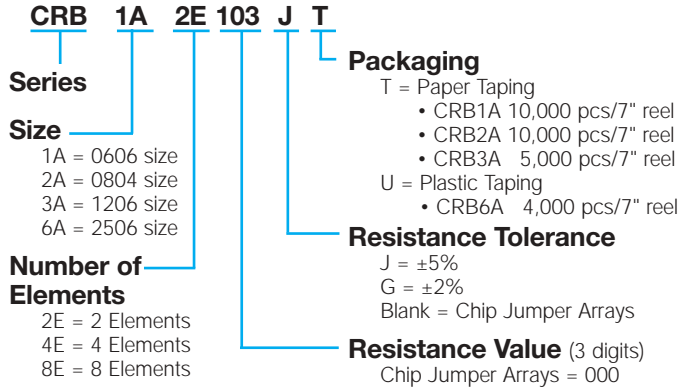 CRB 1A 2E 103 J T
Series
Size
1A = 0606 size
2A = 0804 size
3A = 1206 size
6A = 2506 size
Number of
Elements
2E = 2 Elements
4E = 4 Elements
8E = 8 Elements
Packaging
T = Paper Taping
• CRB1A 10,000 pcs/7" reel
• CRB2A 10,000 pcs/7" reel
• CRB3A 5,000 pcs/7" reel
U = Plastic Taping
• CRB6A 4,000 pcs/7" reel
Resistance Tolerance
J = ±5%
G = ±2%
Blank = Chip Jumper Arrays
Resistance Value (3 digits)
Chip Jumper Arrays = 000